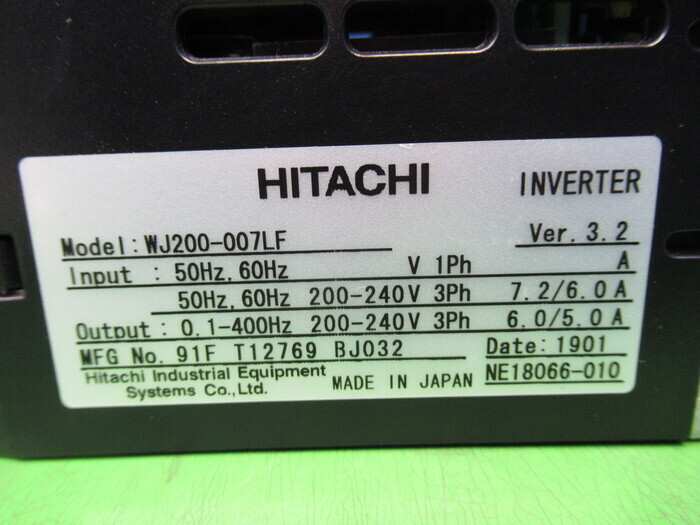 HITACHI INVERTER
Model: WJ200-007LF Ver. 3.2
Input : 50Hz, 60Hz V 1Ph A
50Hz, 60Hz 200-240V 3Ph 7.2/6.0 A
Output: 0.1-400Hz 200-240V 3Ph 6.0/5.0 A
MFG No. 91F T12769 BJ032 Date: 1901
Hitachi Industrial Equipment
Systems Co.,Ltd. MADE IN JAPAN NE18066-010